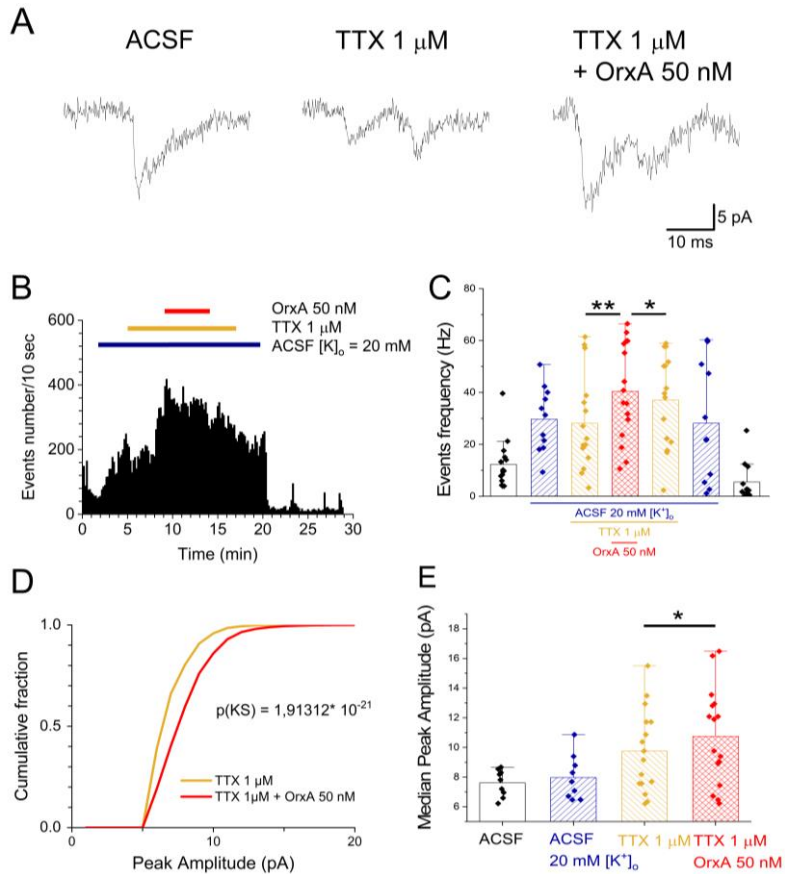 A
ACSF
TTX 1 μM
TTX 1 μM
+ OrxA 50 nM
5 pA
10 ms
B
OrxA 50 nM
TTX 1 μM
ACSF [K]o = 20 mM
600
400
200
0
Events number/10 sec
0 5 10 15 20 25 30
Time (min)
C
80
60
40
20
0
Events frequency (Hz)
** *
ACSF 20 mM [K+]o
TTX 1 μM
OrxA 50 nM
D
1.0
0.5
0.0
Cumulative fraction
p(KS) = 1,91312* 10-21
TTX 1 μM
TTX 1μM + OrxA 50 nM
0 10 20
Peak Amplitude (pA)
E
18
16
14
12
10
8
6
Median Peak Amplitude (pA)
*
ACSF
ACSF
20 mM [K+]o
TTX 1 μM
TTX 1 μM
OrxA 50 nM